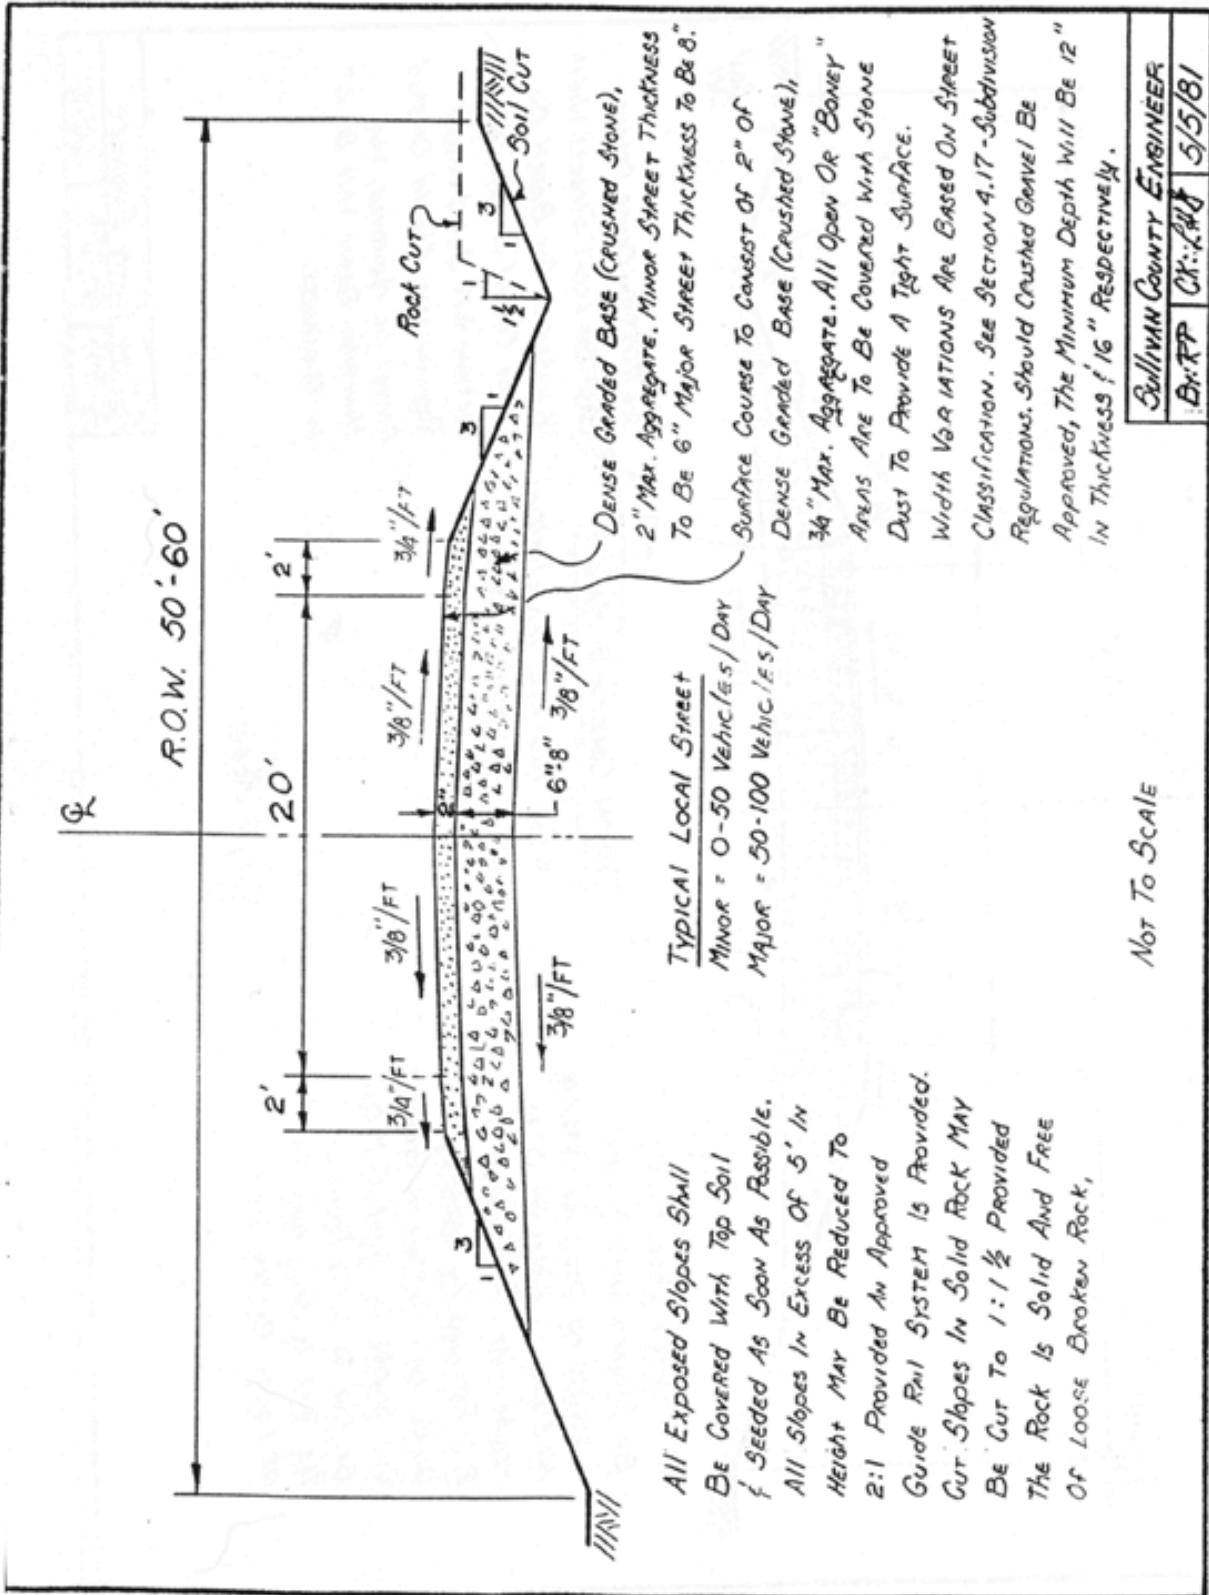 ℄
R.O.W. 50'-60'
2'
20'
2'
3/4"/FT
3/8"/FT
3/8"/FT
3/4"/FT
Rock Cut
Soil Cut
3
1
2"
3
1
1
1½
3
1
3/8"/FT
6"-8"
3/8"/FT
All Exposed Slopes Shall
Be Covered With Top Soil
& Seeded As Soon As Possible.
All Slopes In Excess Of 5' In
Height May Be Reduced To
2:1 Provided An Approved
Guide Rail System Is Provided.
Cut Slopes In Solid Rock May
Be Cut To 1:1½ Provided
The Rock Is Solid And Free
Of Loose Broken Rock,
Typical Local Street
Minor = 0-50 Vehicles/Day
Major = 50-100 Vehicles/Day
Dense Graded Base (Crushed Stone),
2" Max. Aggregate. Minor Street Thickness
To Be 6" Major Street Thickness To Be 8."
Surface Course To Consist Of 2" Of
Dense Graded Base (Crushed Stone),
3/4" Max. Aggregate. All Open Or "Boney"
Areas Are To Be Covered With Stone
Dust To Provide A Tight Surface.
Width Variations Are Based On Street
Classification. See Section 4.17-Subdivision
Regulations. Should Crushed Gravel Be
Approved, The Minimum Depth Will Be 12"
In Thickness & 16" Respectively.
Not To Scale
Sullivan County Engineer
By: RPP
CK:
5/5/81